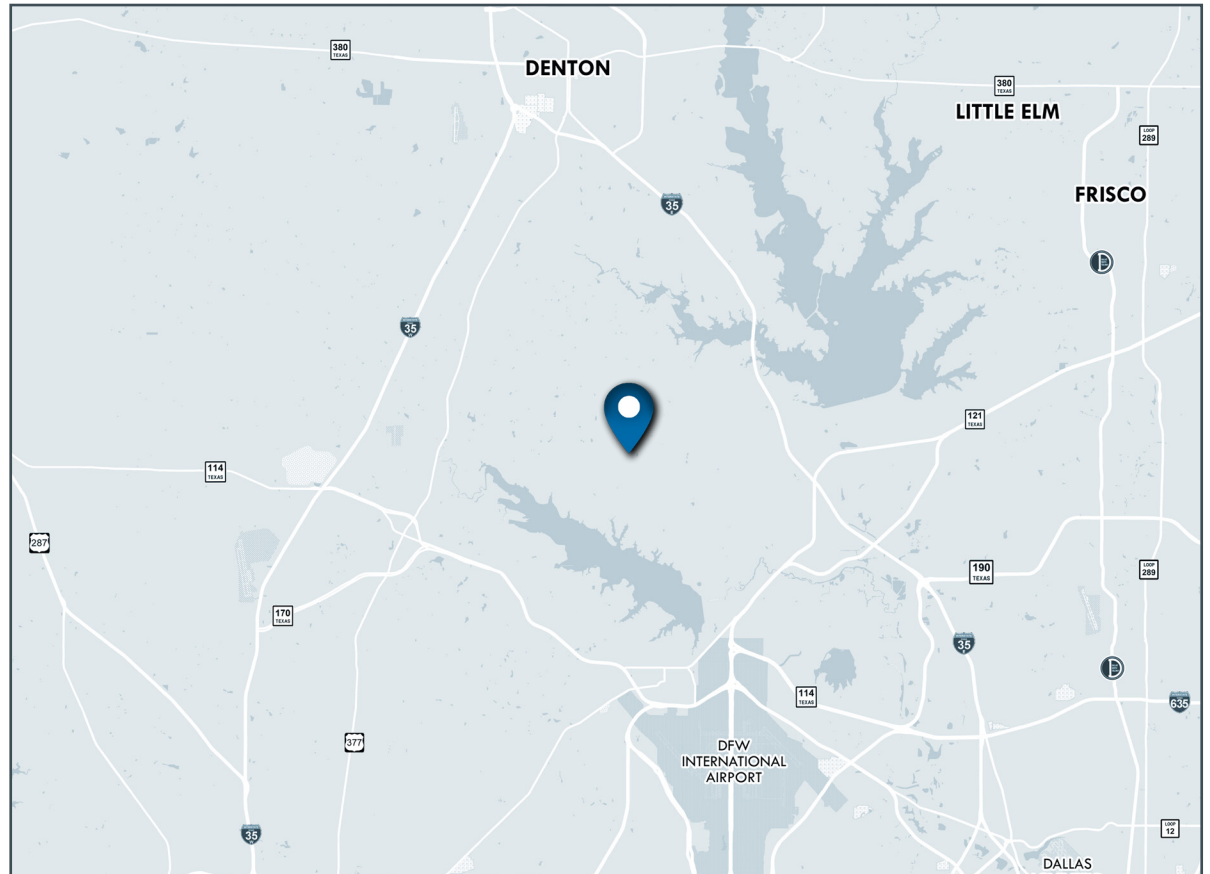 380
TEXAS
DENTON
380
TEXAS
LITTLE ELM
LOOP
289
FRISCO
35
35
121
TEXAS
114
TEXAS
287
190
TEXAS
LOOP
289
170
TEXAS
35
114
TEXAS
635
377
DFW
INTERNATIONAL
AIRPORT
35
LOOP
12
DALLAS